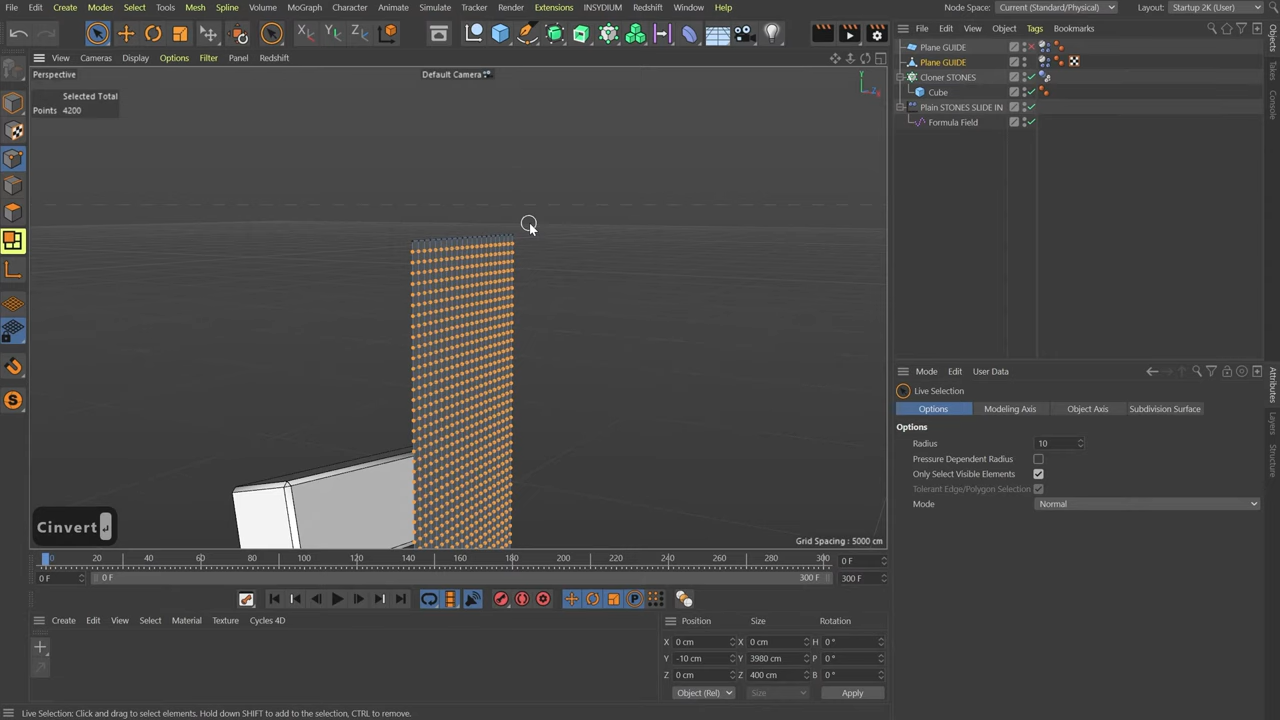 File Edit Create Modes Select Tools Mesh Spline Volume MoGraph Character Animate Simulate Tracker Render Extensions INSYDIUM Redshift Window Help
Node Space: Current (Standard/Physical) Layout: Startup 2K (User)
File Edit View Object Tags Bookmarks
Plane GUIDE
Plane GUIDE
Cloner STONES
Cube
Plain STONES SLIDE IN
Formula Field
View Cameras Display Options Filter Panel Redshift
Perspective
Default Camera
Selected Total
Points 4200
Y
Z
Cinvert
Grid Spacing : 5000 cm
Objects
Takes
Console
Mode Edit User Data
Live Selection
Options Modeling Axis Object Axis Subdivision Surface
Options
Radius 10
Pressure Dependent Radius
Only Select Visible Elements
Tolerant Edge/Polygon Selection
Mode Normal
Attributes
Layers
Structure
0 20 40 60 80 100 120 140 160 180 200 220 240 260 280 300 0 F
0 F 0 F 300 F 300 F
Create Edit View Select Material Texture Cycles 4D
Position Size Rotation
X 0 cm X 0 cm H 0 °
Y -10 cm Y 3980 cm P 0 °
Z 0 cm Z 400 cm B 0 °
Object (Rel) Size Apply
Live Selection: Click and drag to select elements. Hold down SHIFT to add to the selection, CTRL to remove.